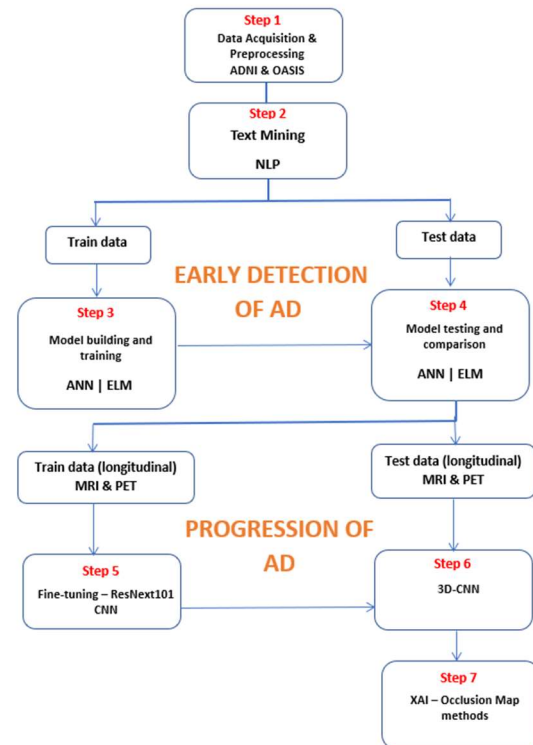 Step 1
Data Acquisition &
Preprocessing
ADNI & OASIS
Step 2
Text Mining
NLP
Train data
Test data
EARLY DETECTION
OF AD
Step 3
Model building and
training
ANN | ELM
Step 4
Model testing and
comparison
ANN | ELM
Train data (longitudinal)
MRI & PET
Test data (longitudinal)
MRI & PET
PROGRESSION OF
AD
Step 5
Fine-tuning – ResNext101
CNN
Step 6
3D-CNN
Step 7
XAI – Occlusion Map
methods